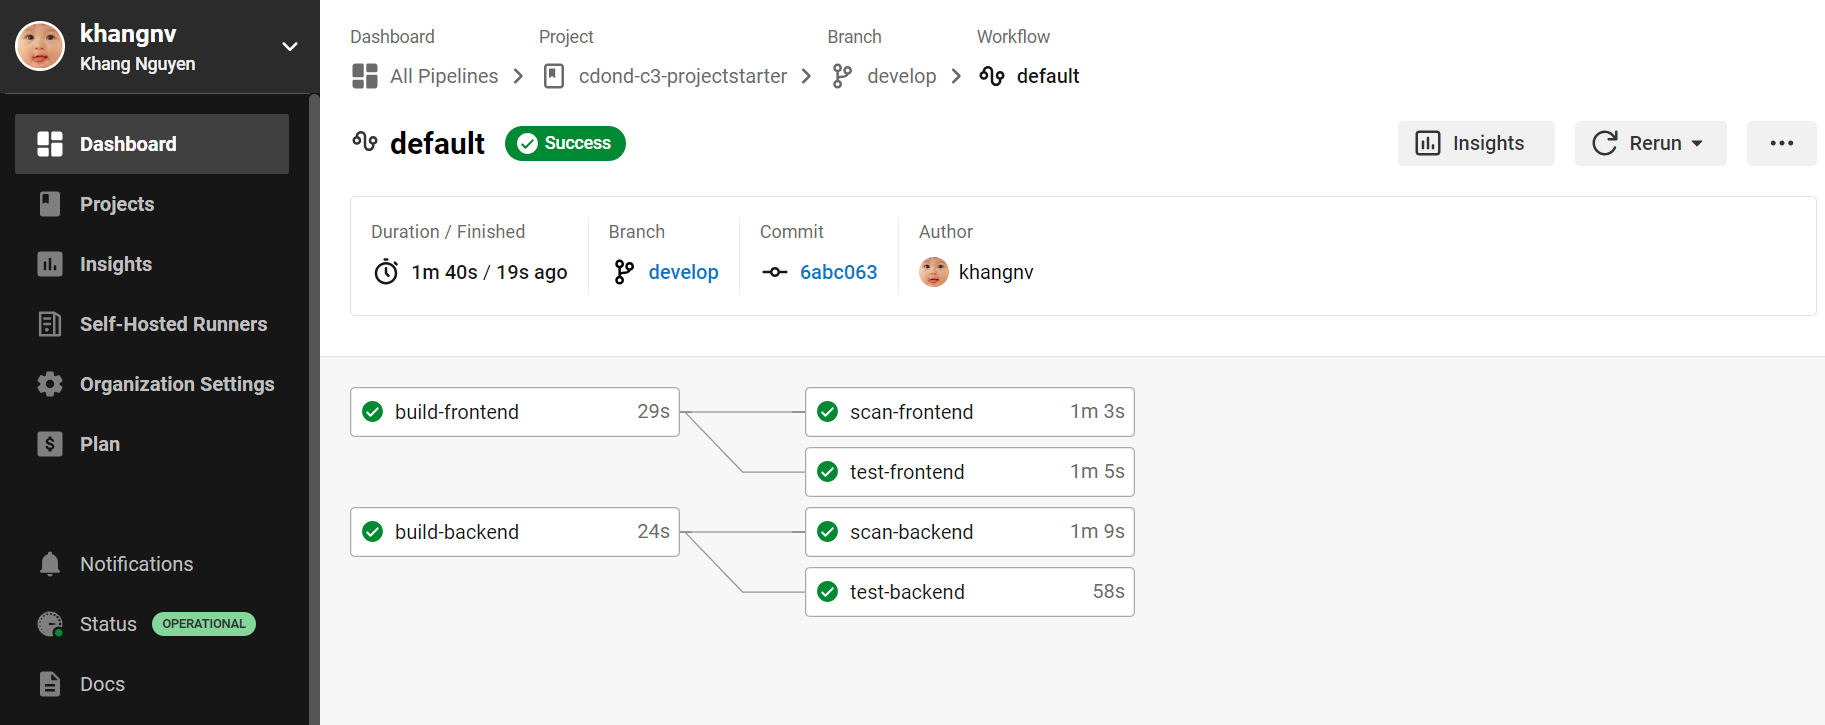 khangnv
Khang Nguyen
Dashboard
Projects
Insights
Self-Hosted Runners
Organization Settings
Plan
Notifications
Status OPERATIONAL
Docs
Dashboard Project Branch Workflow
All Pipelines cdond-c3-projectstarter develop default
default Success Insights Rerun
Duration / Finished Branch Commit Author
1m 40s / 19s ago develop 6abc063 khangnv
build-frontend 29s scan-frontend 1m 3s
test-frontend 1m 5s
build-backend 24s scan-backend 1m 9s
test-backend 58s